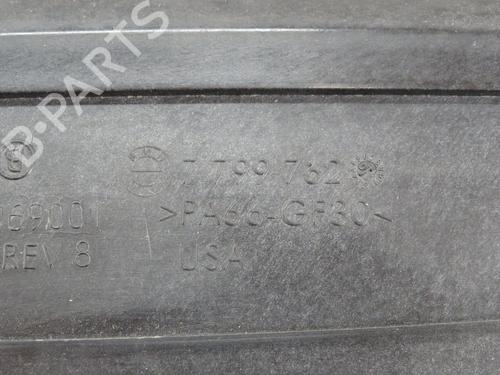 B-PARTS
7 799 762
69001
>PA66-GF30<
REV 8
USA